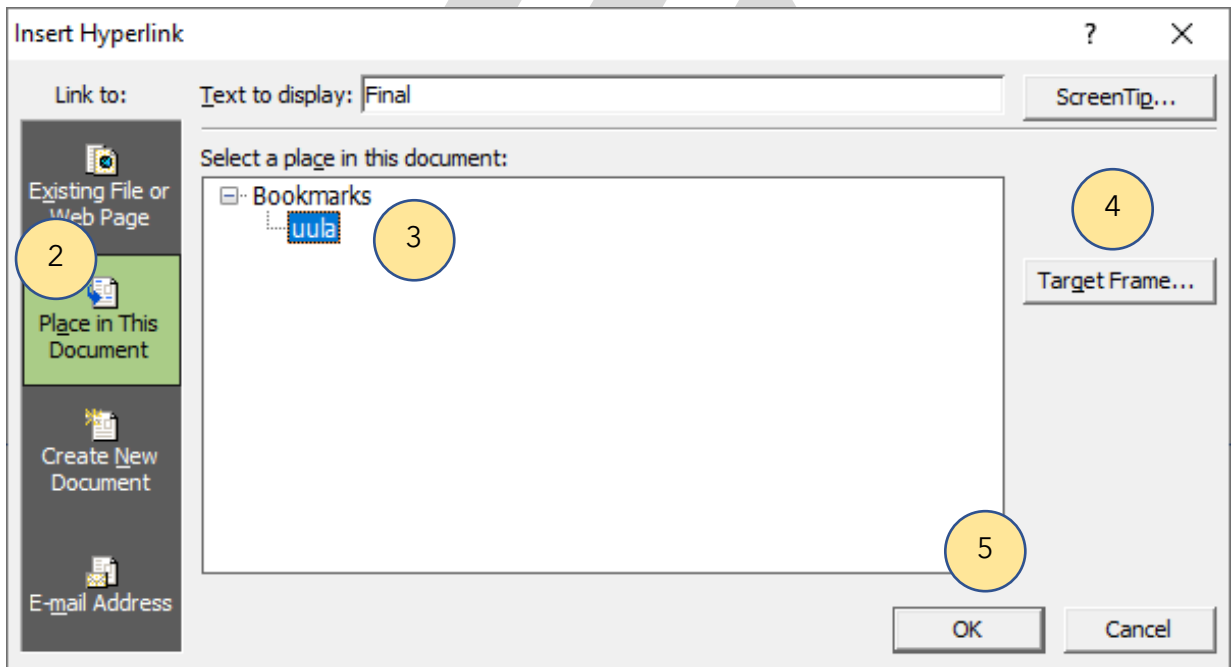 Insert Hyperlink ? X
Link to: Text to display: Final ScreenTip...
Select a place in this document:
Existing File or
Web Page
Bookmarks
uula
3
4
2
Target Frame...
Place in This
Document
Create New
Document
5
E-mail Address
OK Cancel